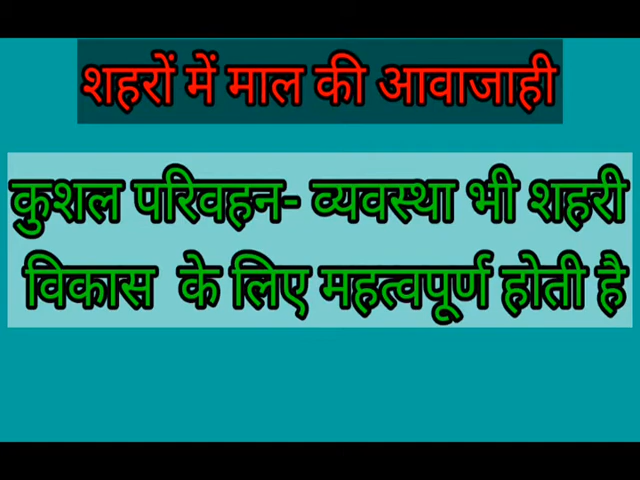 शहरों में माल की आवाजाही
कुशल परिवहन- व्यवस्था भी शहरी
विकास के लिए महत्वपूर्ण होती है